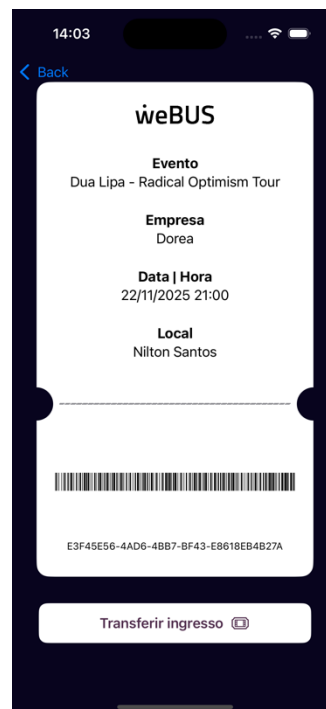 14:03
Back
weBUS
Evento
Dua Lipa - Radical Optimism Tour
Empresa
Dorea
Data | Hora
22/11/2025 21:00
Local
Nilton Santos
E3F45E56-4AD6-4BB7-BF43-E8618EB4B27A
Transferir ingresso